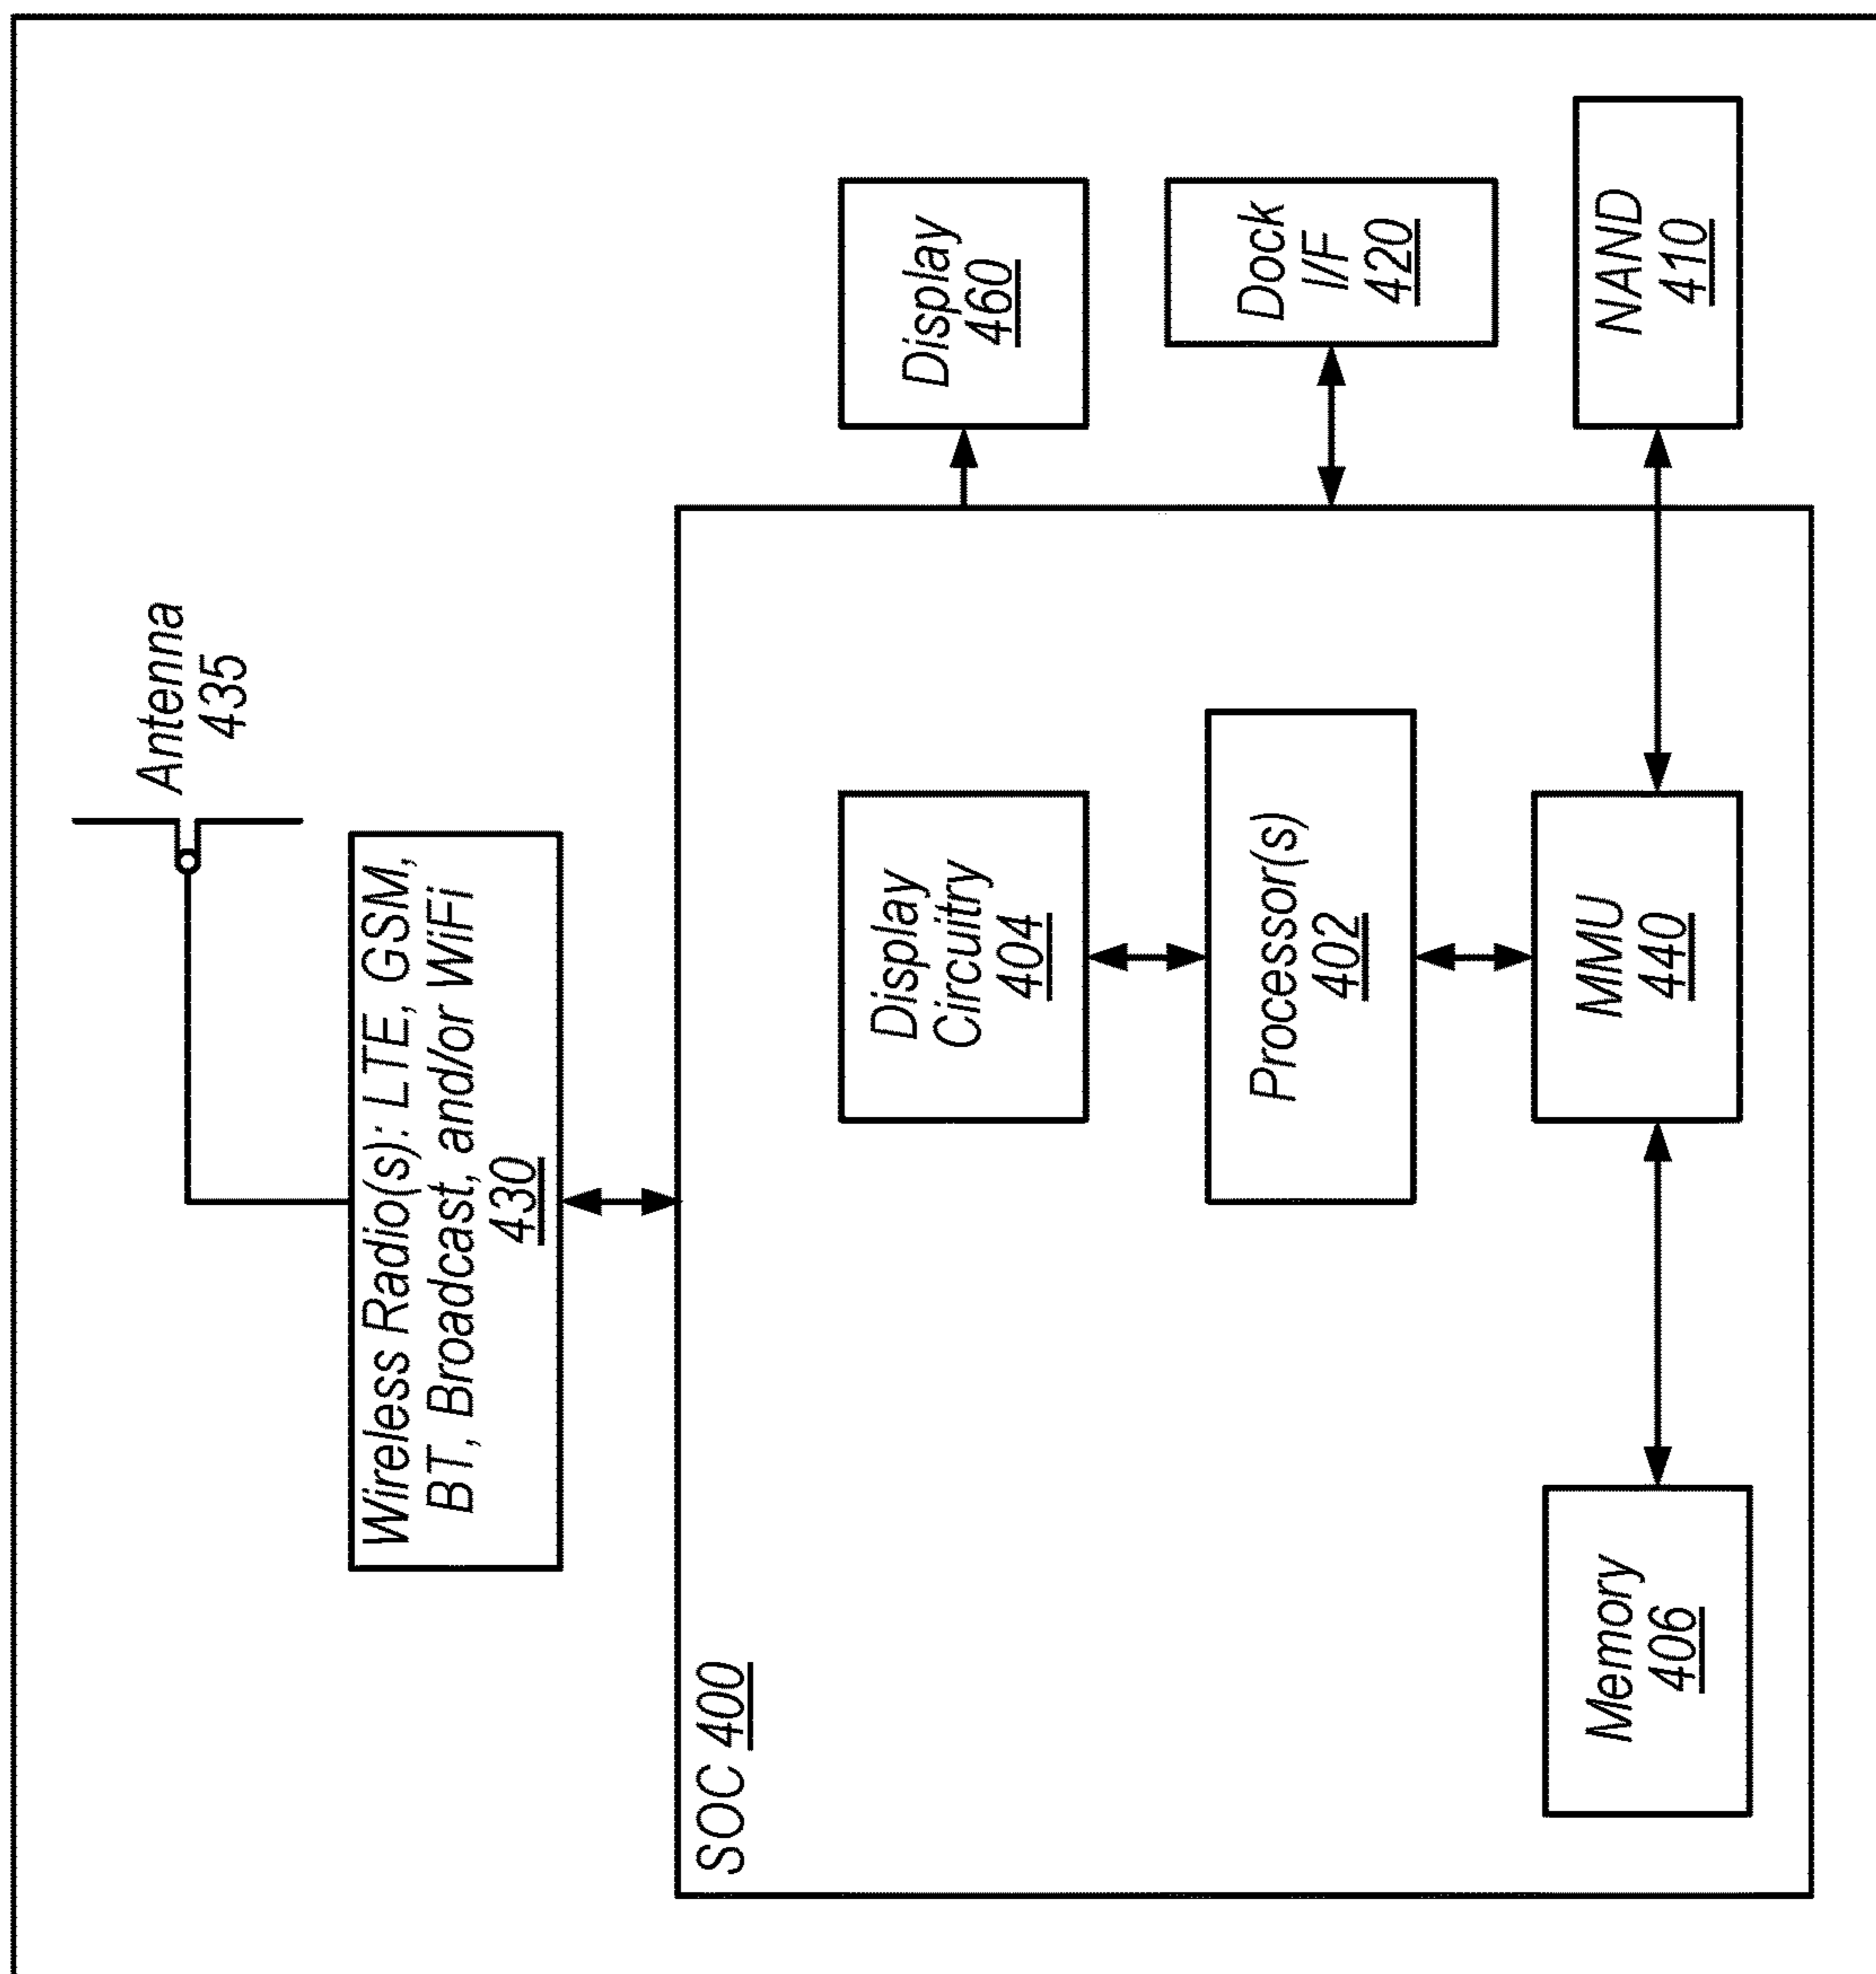 Antenna
435
Wireless Radio(s): LTE, GSM,
BT, Broadcast, and/or WiFi
430
SOC 400
Display
Circuitry
404
Display
460
Processor(s)
402
Dock
I/F
420
Memory
406
MMU
440
NAND
410